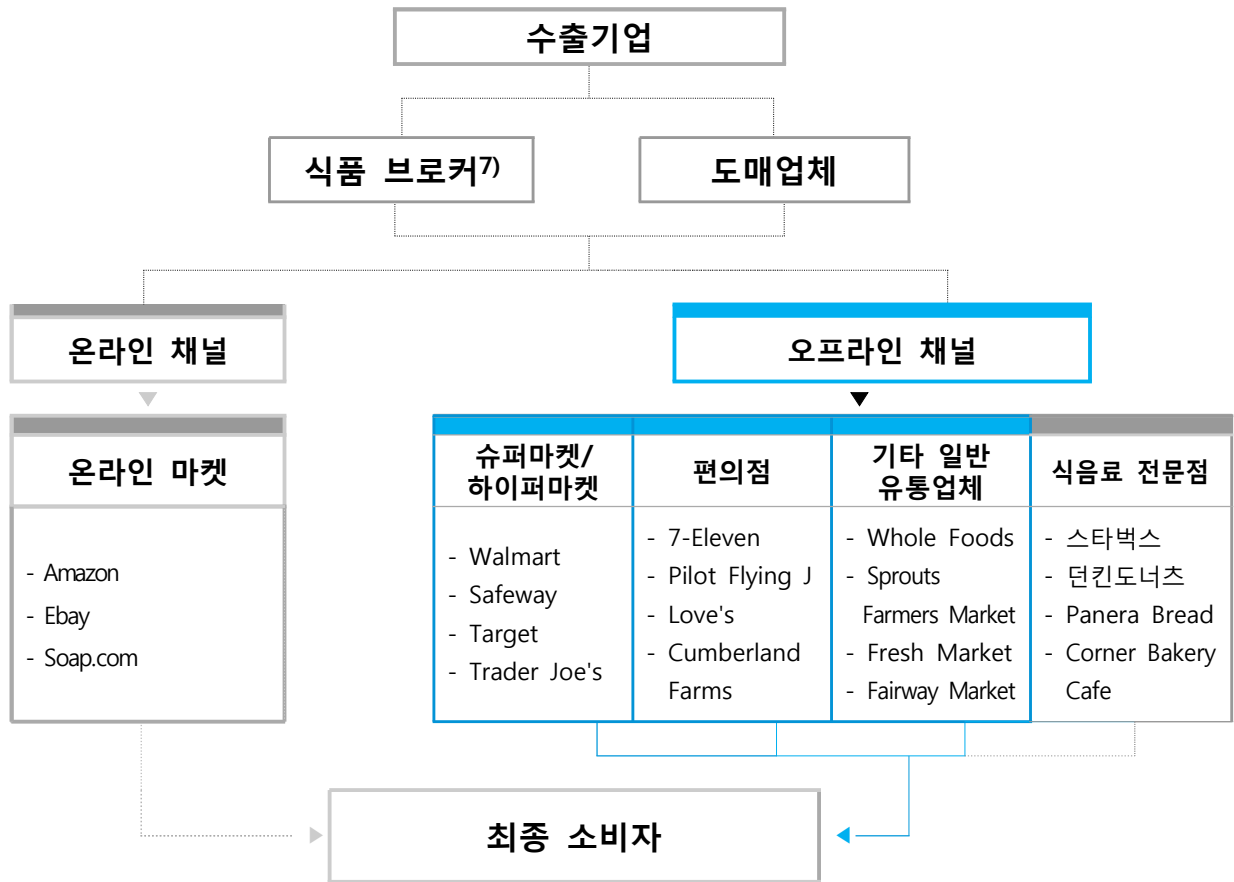 수출기업
식품 브로커7)
도매업체
온라인 채널
오프라인 채널
온라인 마켓
- Amazon
- Ebay
- Soap.com
슈퍼마켓/
하이퍼마켓
- Walmart
- Safeway
- Target
- Trader Joe's
편의점
- 7-Eleven
- Pilot Flying J
- Love's
- Cumberland
Farms
기타 일반
유통업체
- Whole Foods
- Sprouts
Farmers Market
- Fresh Market
- Fairway Market
식음료 전문점
- 스타벅스
- 던킨도너츠
- Panera Bread
- Corner Bakery
Cafe
최종 소비자